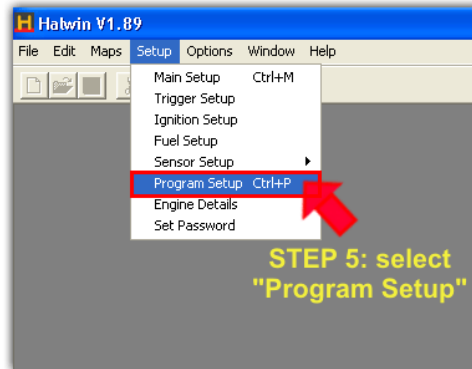 H Halwin V1.89
File Edit Maps Setup Options Window Help
Main Setup Ctrl+M
Trigger Setup
Ignition Setup
Fuel Setup
Sensor Setup
Program Setup Ctrl+P
Engine Details
Set Password
STEP 5: select
"Program Setup"